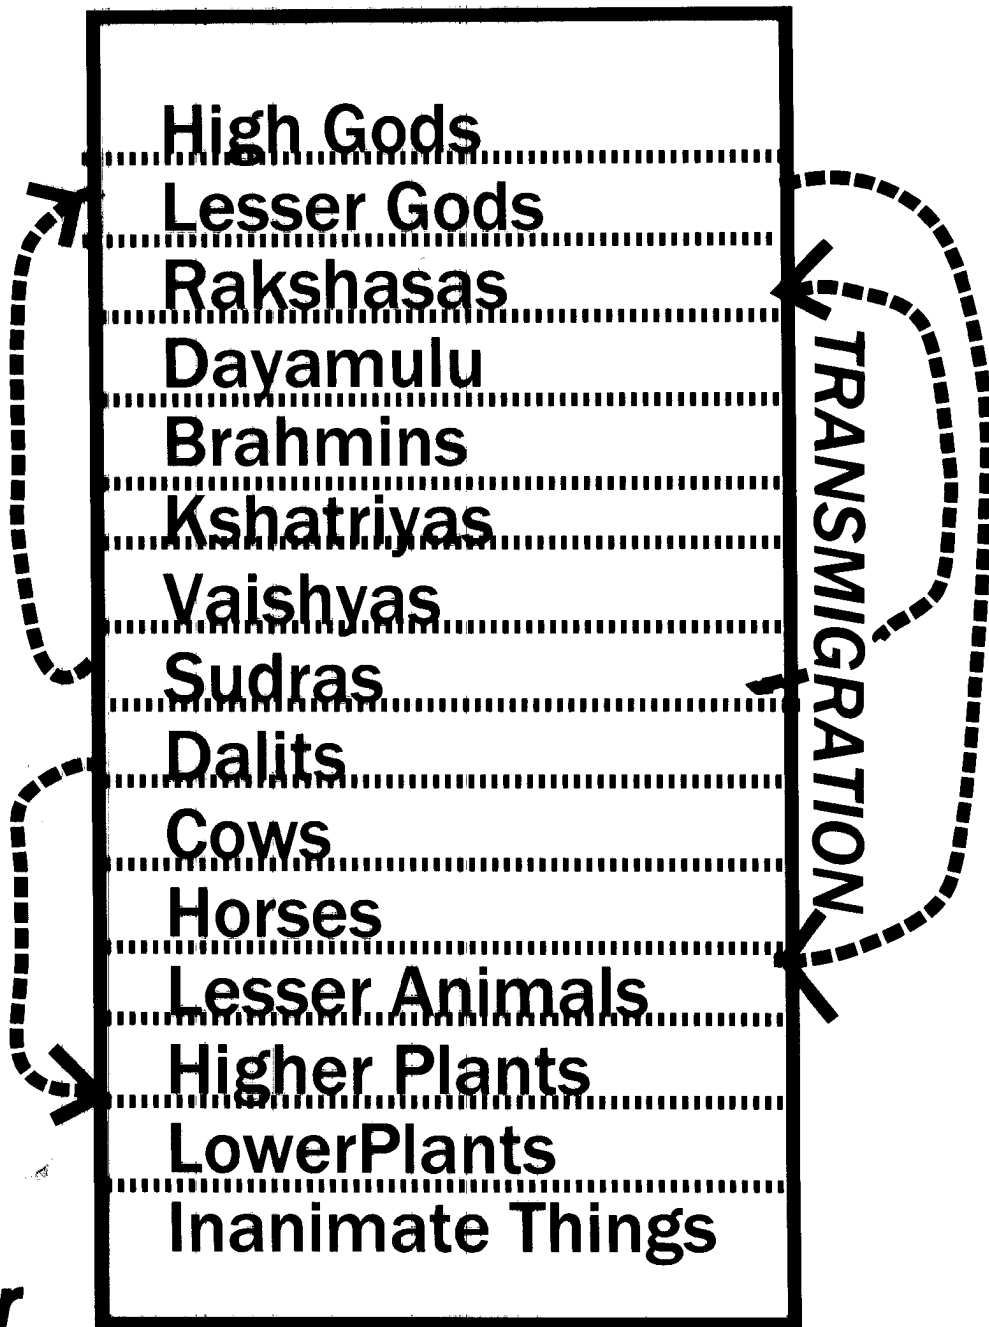 High Gods
Lesser Gods
Rakshasas
Dayamulu
Brahmins
Kshatriyas
Vaishyas
Sudras
Dalits
Cows
Horses
Lesser Animals
Higher Plants
LowerPlants
Inanimate Things
TRANSMIGRATION
r